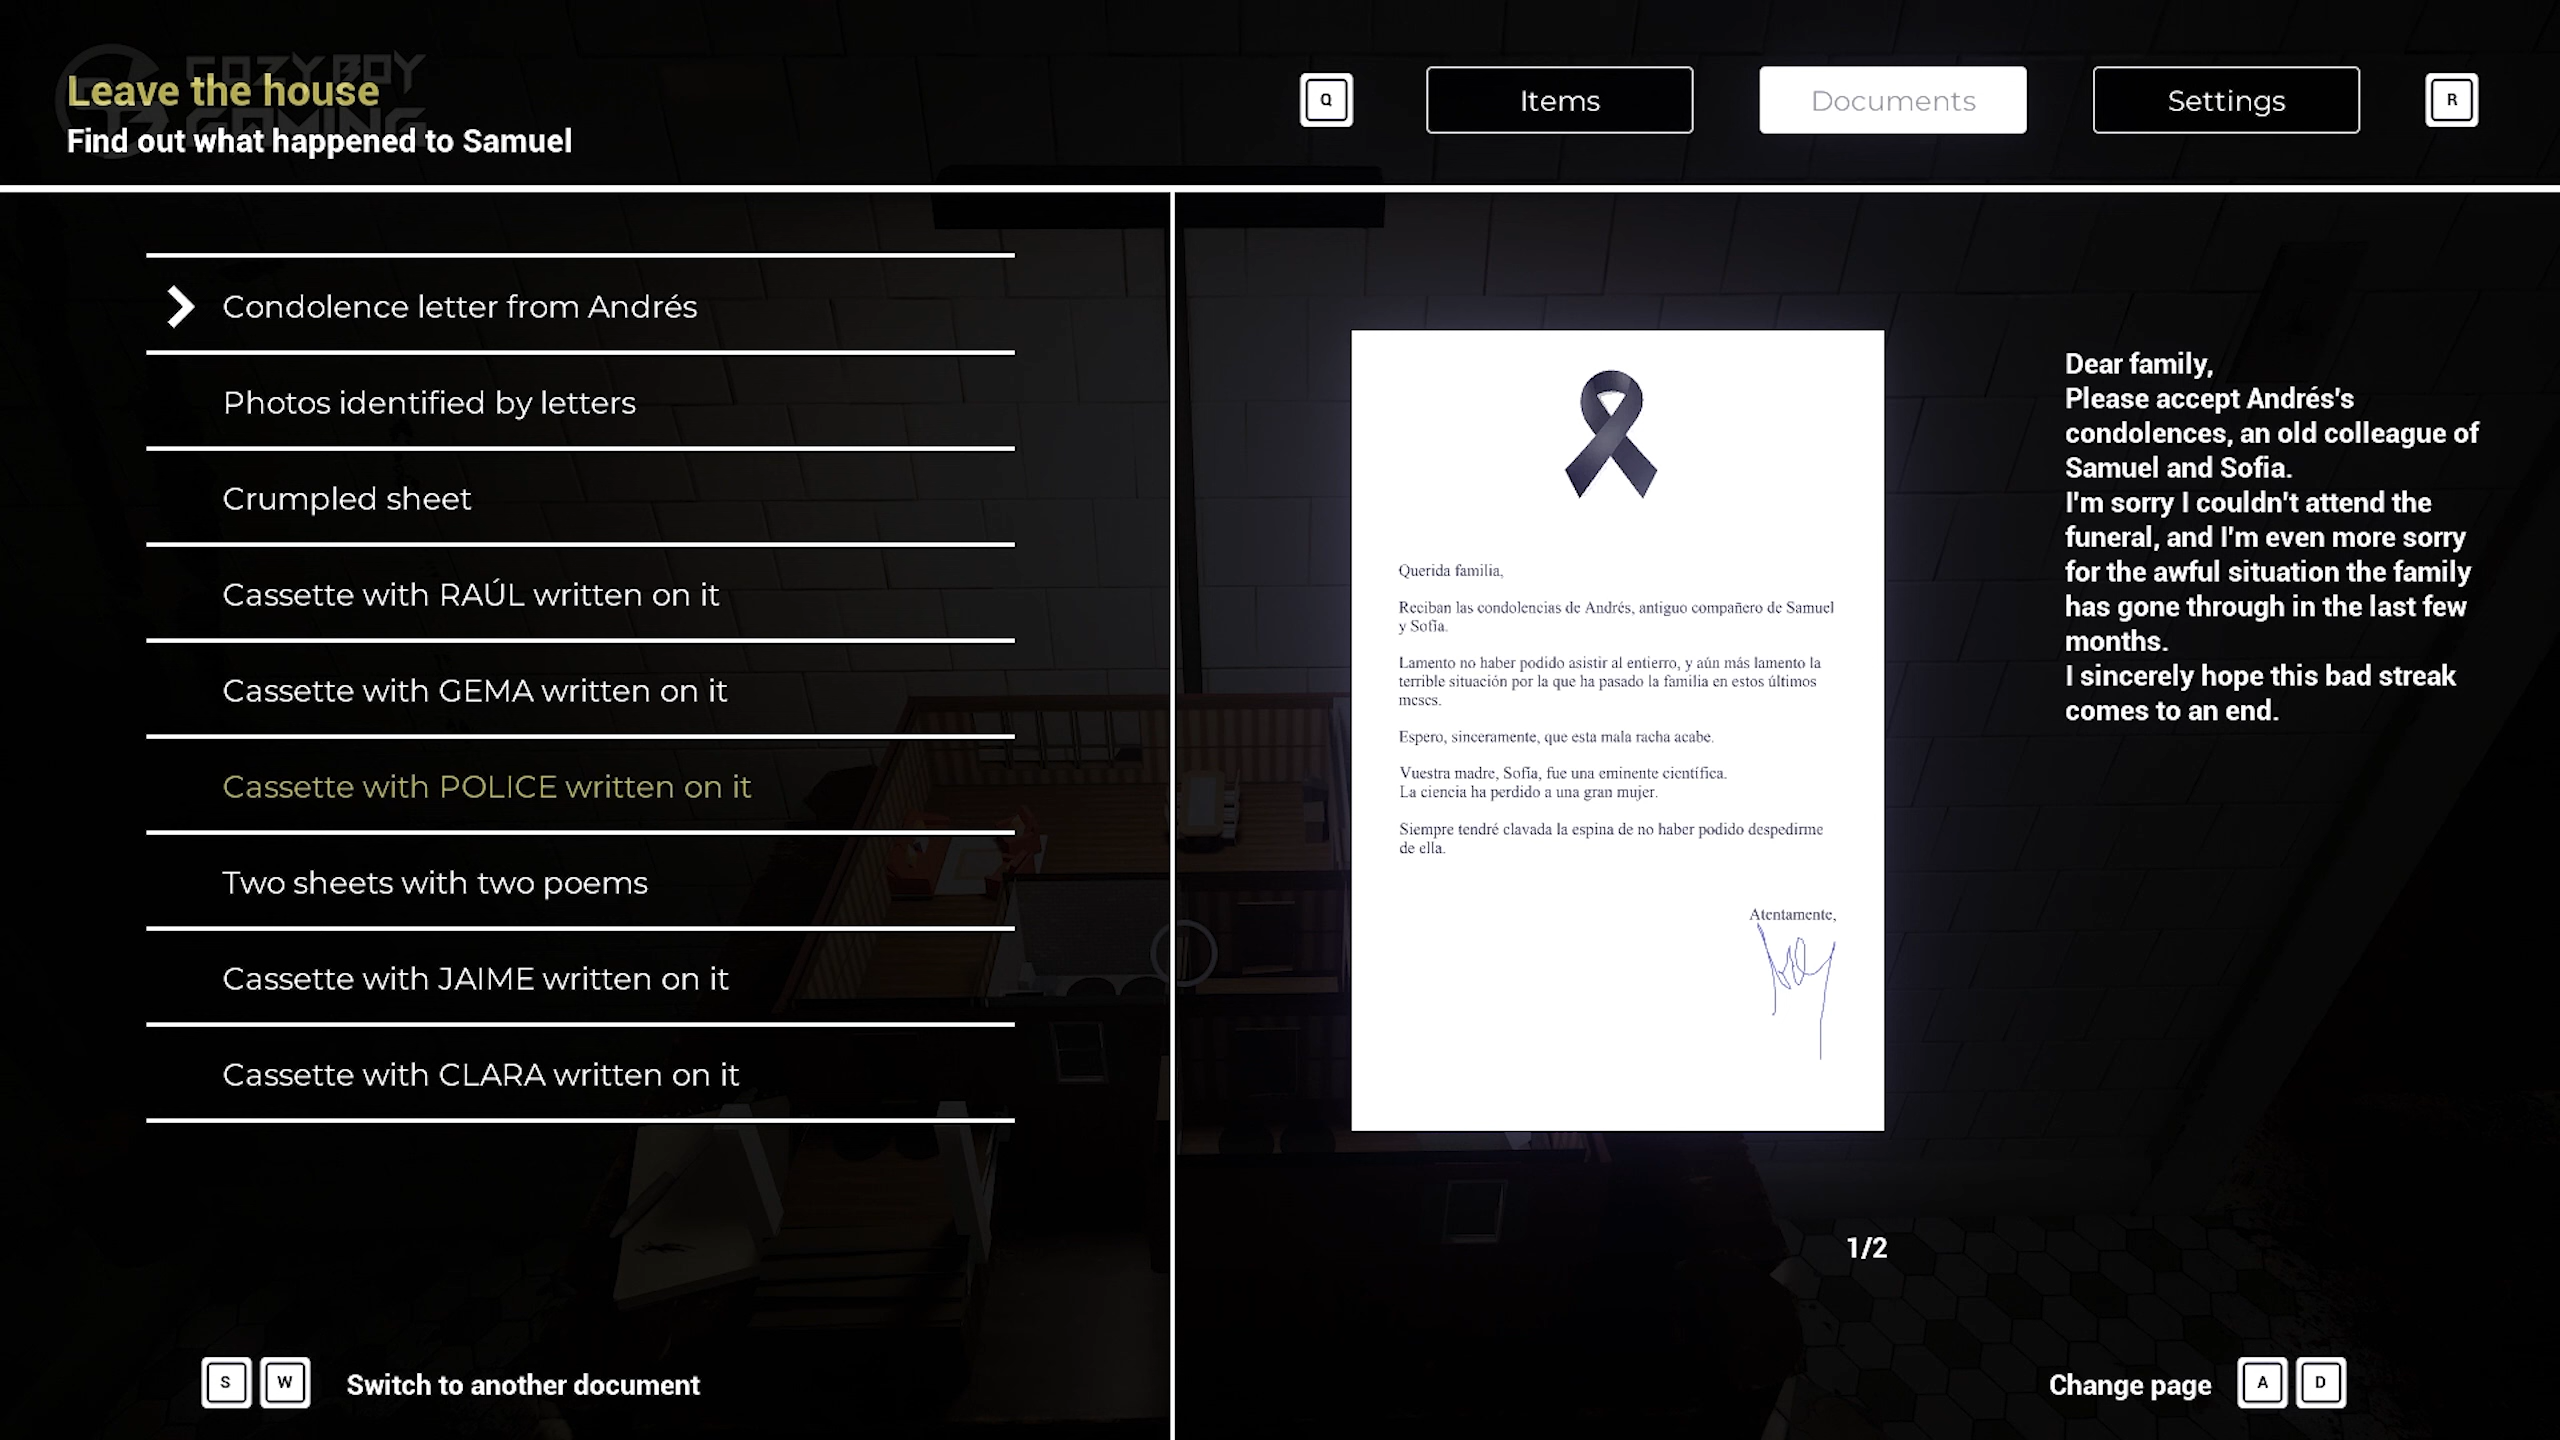 COZY BOY
GAMING
Leave the house
Find out what happened to Samuel
Q
Items
Documents
Settings
R
Condolence letter from Andrés
Photos identified by letters
Crumpled sheet
Cassette with RAÚL written on it
Cassette with GEMA written on it
Cassette with POLICE written on it
Two sheets with two poems
Cassette with JAIME written on it
Cassette with CLARA written on it
Querida familia,
Reciban las condolencias de Andrés, antiguo compañero de Samuel
y Sofía.
Lamento no haber podido asistir al entierro, y aún más lamento la
terrible situación por la que ha pasado la familia en estos últimos
meses.
Espero, sinceramente, que esta mala racha acabe.
Vuestra madre, Sofía, fue una eminente científica.
La ciencia ha perdido a una gran mujer.
Siempre tendré clavada la espina de no haber podido despedirme
de ella.
Atentamente,
Dear family,
Please accept Andrés's
condolences, an old colleague of
Samuel and Sofia.
I'm sorry I couldn't attend the
funeral, and I'm even more sorry
for the awful situation the family
has gone through in the last few
months.
I sincerely hope this bad streak
comes to an end.
1/2
S W Switch to another document
Change page A D